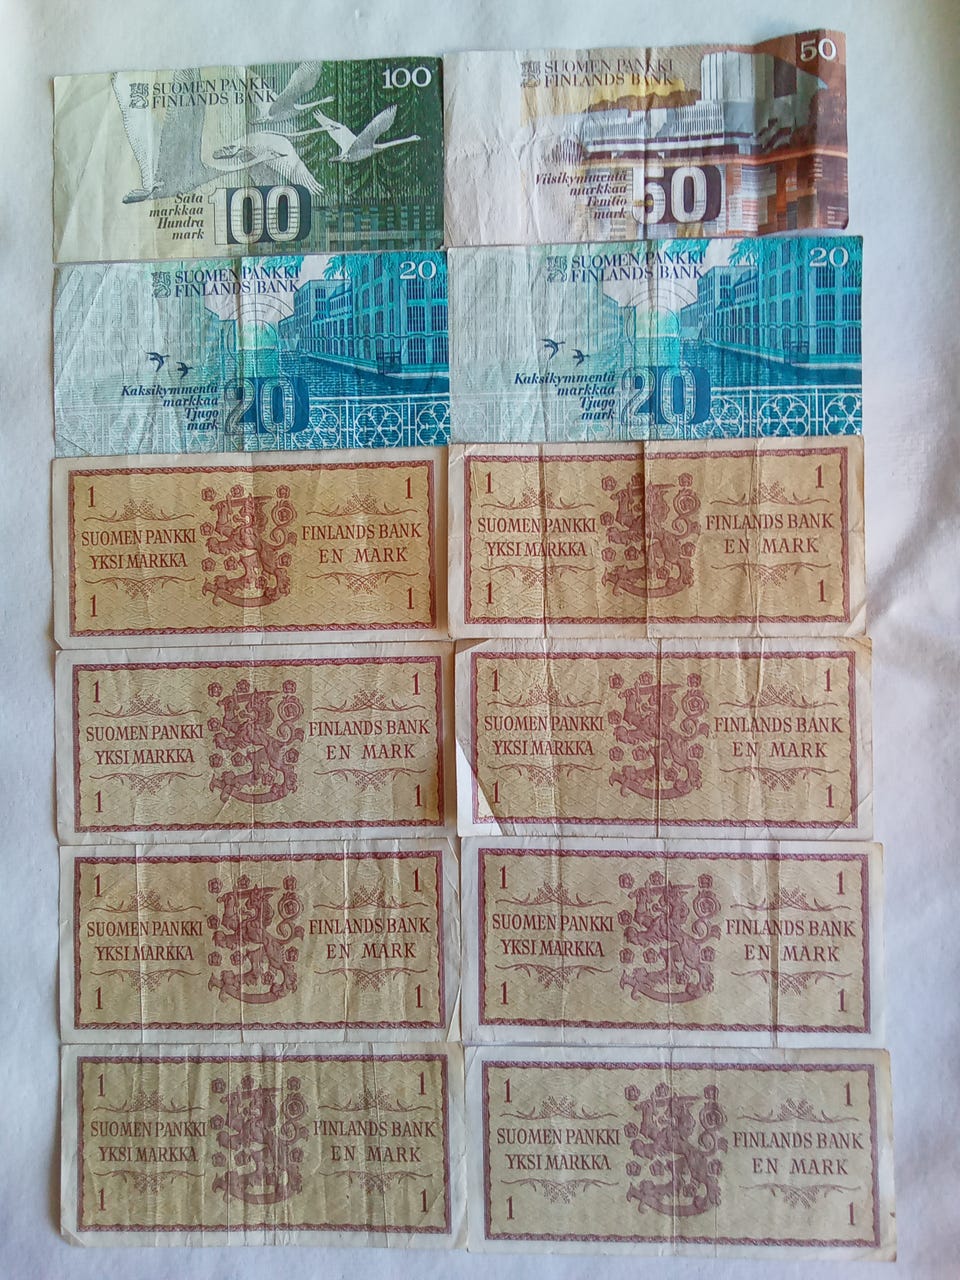 SUOMEN PANKKI
FINLANDS BANK
100
Sata
markkaa
Hundra
mark
100
SUOMEN PANKKI
FINLANDS BANK
50
Viisikymmentä
markkaa
Femtio
mark
50
SUOMEN PANKKI
FINLANDS BANK
20
Kaksikymmentä
markkaa
Tjugo
mark
20
SUOMEN PANKKI
FINLANDS BANK
20
Kaksikymmentä
markkaa
Tjugo
mark
20
1 1
SUOMEN PANKKI FINLANDS BANK
YKSI MARKKA EN MARK
1 1
1 1
SUOMEN PANKKI FINLANDS BANK
YKSI MARKKA EN MARK
1 1
1 1
SUOMEN PANKKI FINLANDS BANK
YKSI MARKKA EN MARK
1 1
1 1
SUOMEN PANKKI FINLANDS BANK
YKSI MARKKA EN MARK
1 1
1 1
SUOMEN PANKKI FINLANDS BANK
YKSI MARKKA EN MARK
1 1
1 1
SUOMEN PANKKI FINLANDS BANK
YKSI MARKKA EN MARK
1 1
1 1
SUOMEN PANKKI FINLANDS BANK
YKSI MARKKA EN MARK
1 1
1 1
SUOMEN PANKKI FINLANDS BANK
YKSI MARKKA EN MARK
1 1